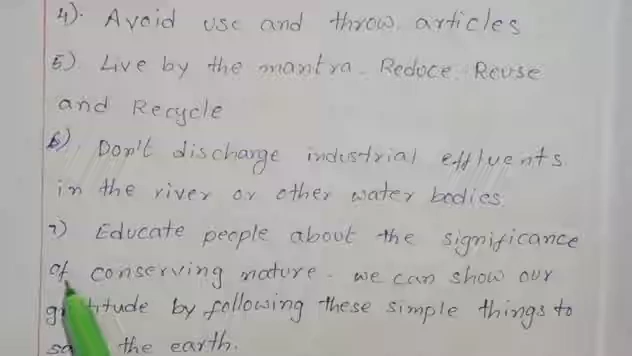 4). Avoid use and throw articles
5). Live by the mantra - Reduce Reuse
and Recycle
6). Don't discharge industrial effluents
in the river or other water bodies
7) Educate people about the significance
of conserving nature - we can show our
gratitude by following these simple things to
the earth.